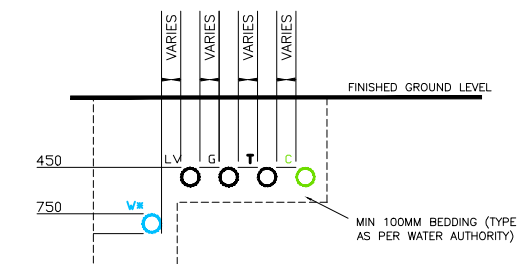 VARIES
VARIES
VARIES
VARIES
FINISHED GROUND LEVEL
LV G T C
450
750
W*
MIN 100MM BEDDING (TYPE
AS PER WATER AUTHORITY)